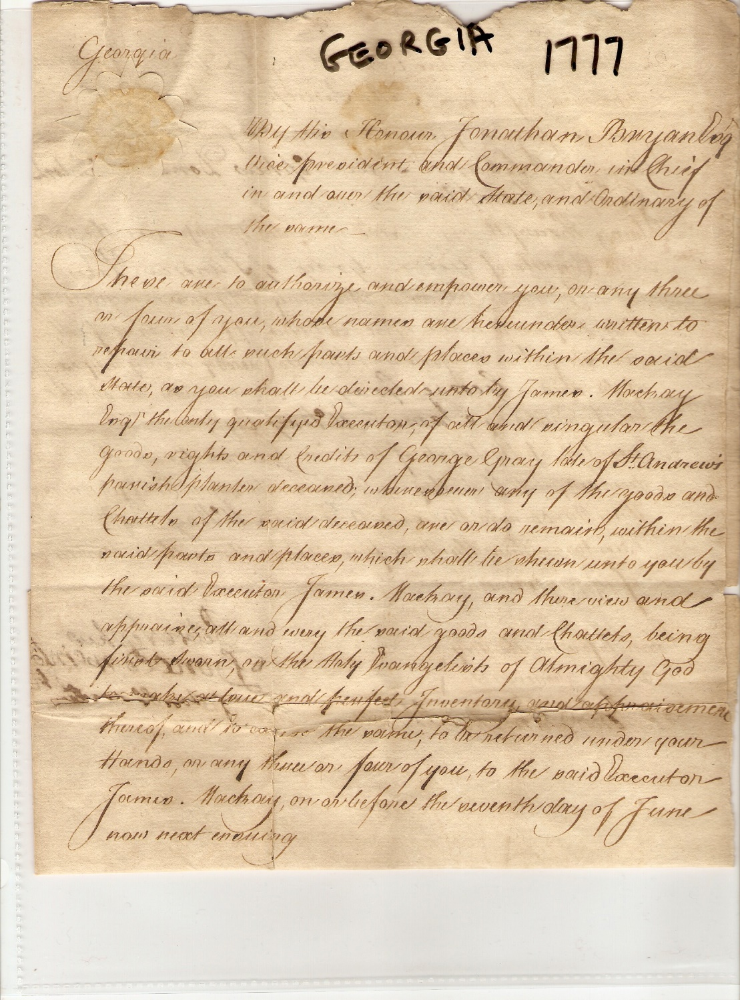 GEORGIA 1777
Georgia
By his Honour Jonathan Bryan Esq
Vice president and Commander in Chief
in and over the said State, and Ordinary of
the same
These are to authorize and empower you, or any three
or four of you, whose names are hereunder written to
repair to all such parts and places within the said
State, as you shall be directed unto by James. Mackay
Esqr the only qualifyed Executor, of all and singular the
goods, rights and Credits of George Gray late of St. Andrews
parish planter deceased; wheresoever any of the goods and
Chattels of the said deceased, are or do remain, within the
said parts and places, which shall be shewn unto you by
the said Executor James. Mackay, and there view and
appraise, all and every the said goods and Chattels, being
first Sworn, on the Holy Evangelists of Almighty God
to make a true and perfect Inventory, and appraisement
thereof, and to cause the same, to be returned under your
Hands, or any three or four of you, to the said Executor
James. Mackay, on or before the seventh day of June
now next ensuing